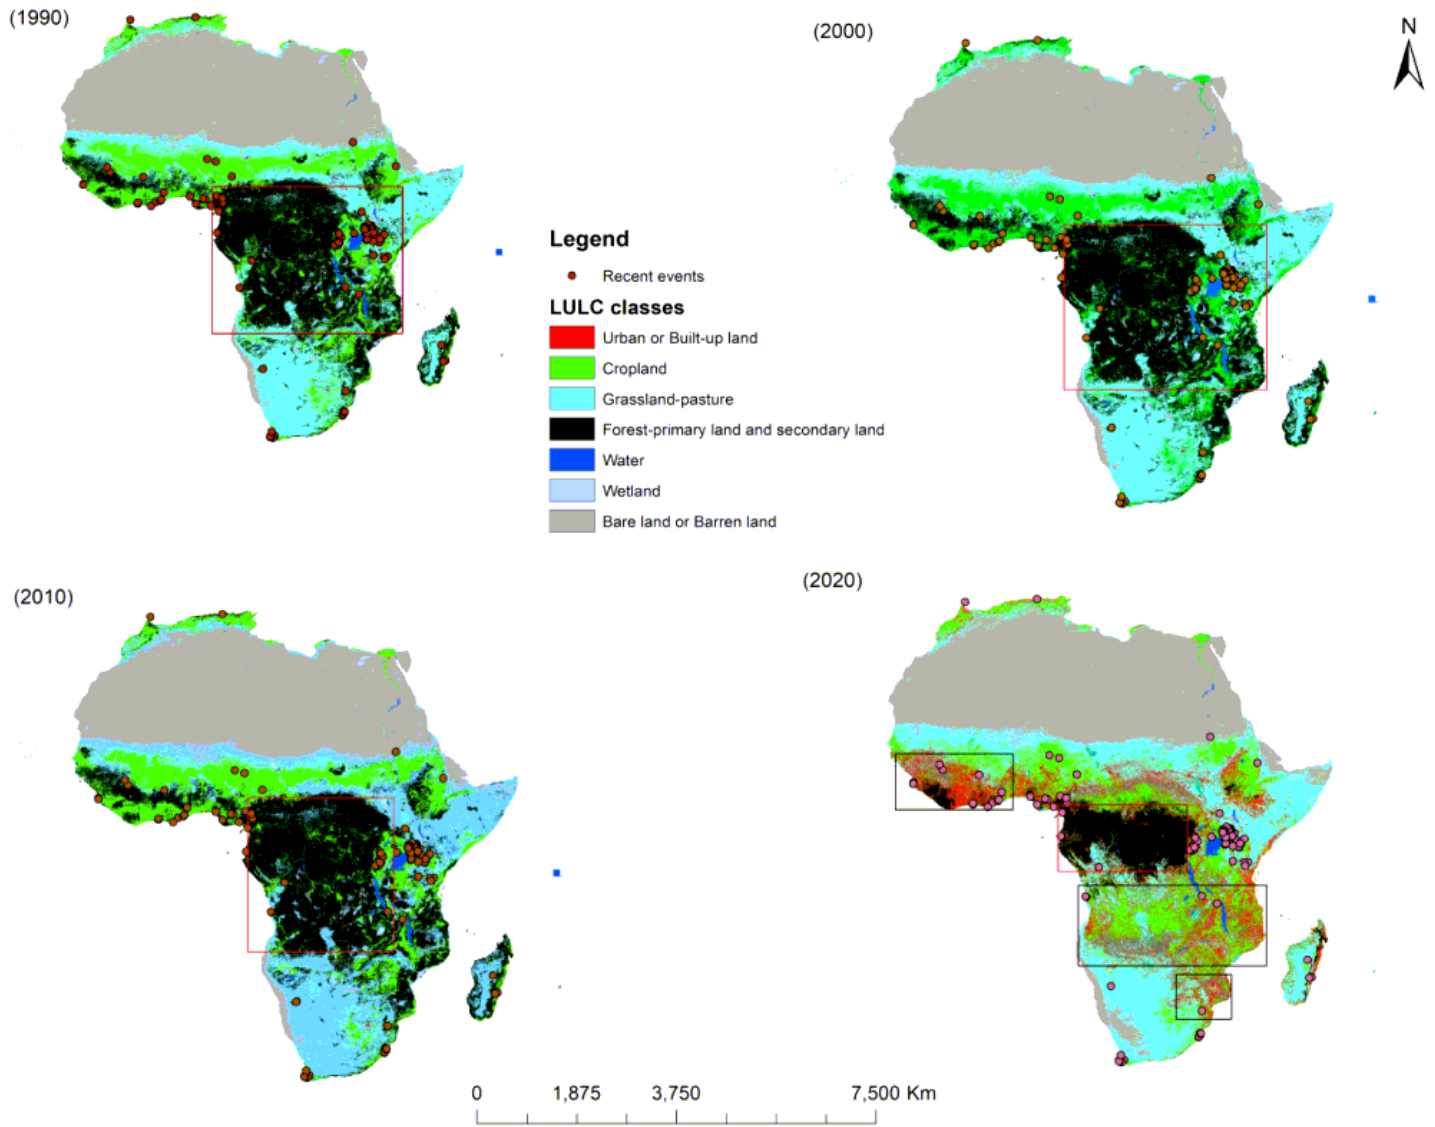 (1990)
(2000)
N
Legend
Recent events
LULC classes
Urban or Built-up land
Cropland
Grassland-pasture
Forest-primary land and secondary land
Water
Wetland
Bare land or Barren land
(2010)
(2020)
0 1,875 3,750 7,500 Km